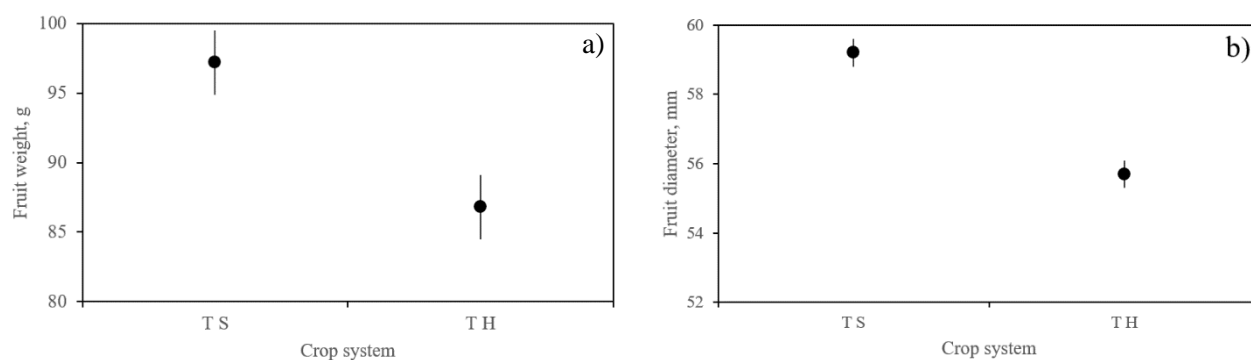 a)
Fruit weight, g
100
95
90
85
80
T S
T H
Crop system
b)
Fruit diameter, mm
60
58
56
54
52
T S
T H
Crop system